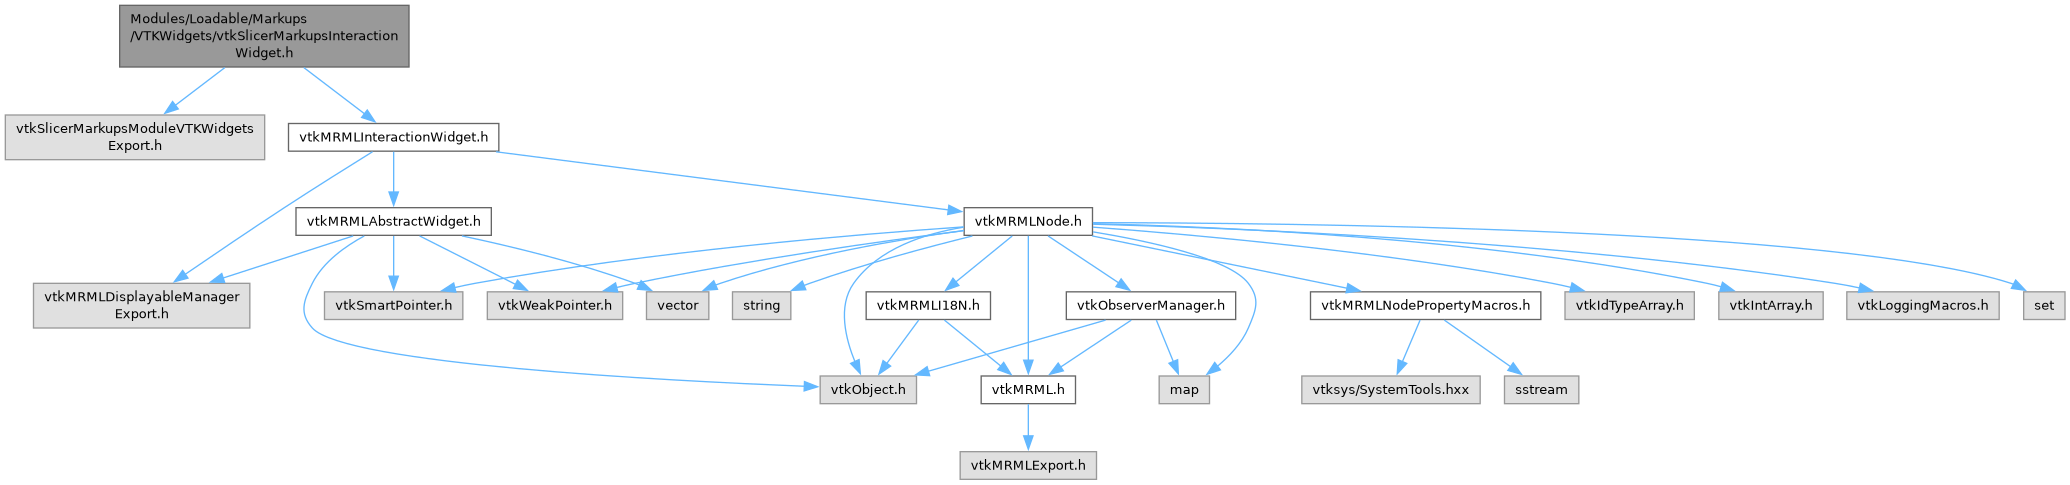 Modules/Loadable/Markups
/VTKWidgets/vtkSlicerMarkupsInteraction
Widget.h
vtkSlicerMarkupsModuleVTKWidgets
Export.h
vtkMRMLInteractionWidget.h
vtkMRMLAbstractWidget.h
vtkMRMLNode.h
vtkMRMLDisplayableManager
Export.h
vtkSmartPointer.h
vtkWeakPointer.h
vector
string
vtkMRMLI18N.h
vtkObserverManager.h
vtkMRMLNodePropertyMacros.h
vtkIdTypeArray.h
vtkIntArray.h
vtkLoggingMacros.h
set
vtkObject.h
vtkMRML.h
map
vtksys/SystemTools.hxx
sstream
vtkMRMLExport.h